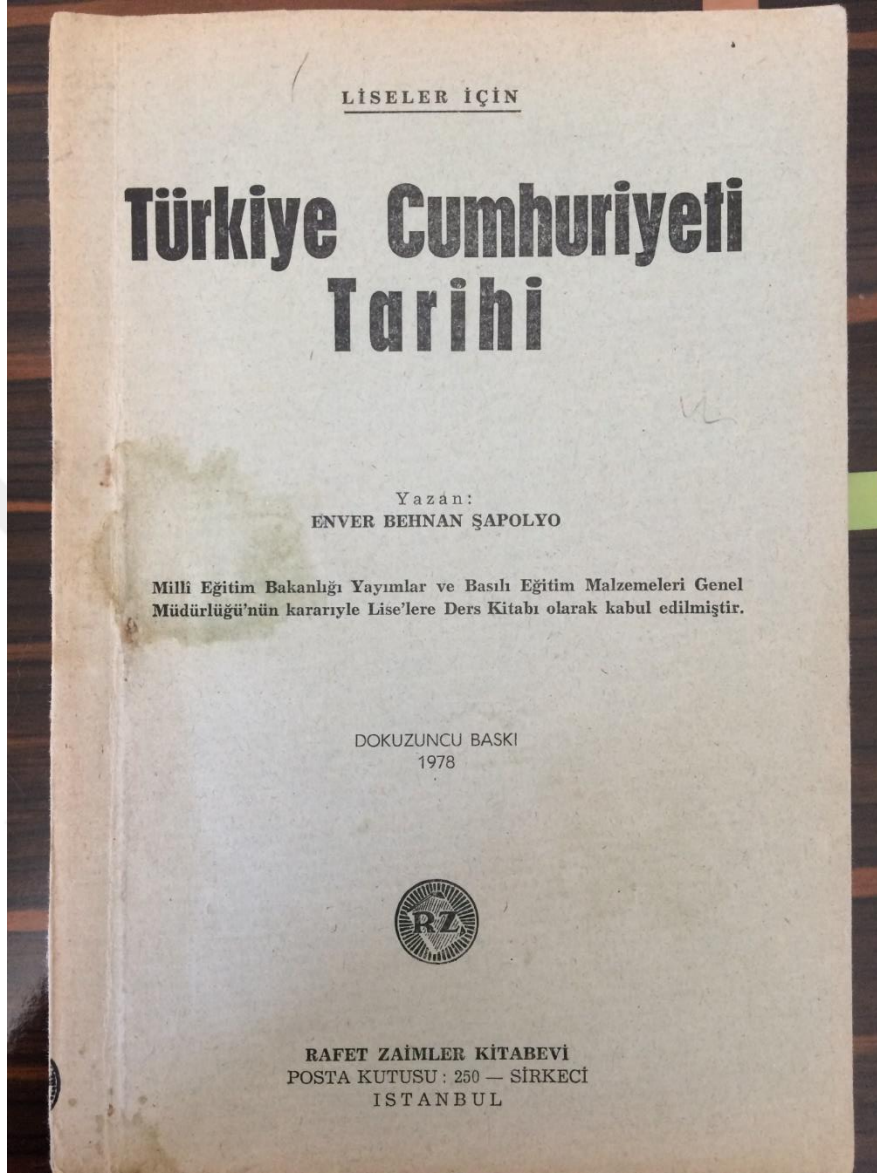 LİSELER İÇİN
Türkiye Cumhuriyeti
Tarihi
Yazan:
ENVER BEHNAN ŞAPOLYO
Millî Eğitim Bakanlığı Yayımlar ve Basılı Eğitim Malzemeleri Genel
Müdürlüğü'nün kararıyle Lise'lere Ders Kitabı olarak kabul edilmiştir.
DOKUZUNCU BASKI
1978
RZ
RAFET ZAİMLER KİTABEVİ
POSTA KUTUSU : 250 — SİRKECİ
ISTANBUL